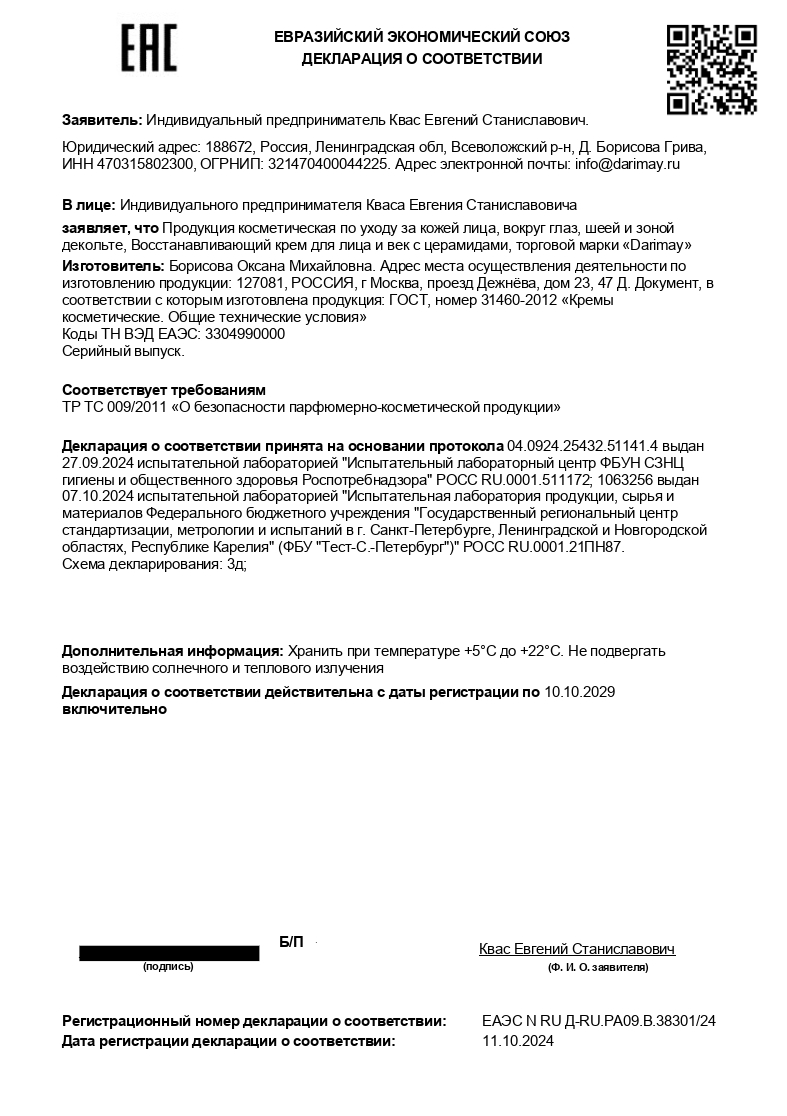 EAC
ЕВРАЗИЙСКИЙ ЭКОНОМИЧЕСКИЙ СОЮЗ
ДЕКЛАРАЦИЯ О СООТВЕТСТВИИ
Заявитель: Индивидуальный предприниматель Квас Евгений Станиславович.
Юридический адрес: 188672, Россия, Ленинградская обл, Всеволожский р-н, Д. Борисова Грива,
ИНН 470315802300, ОГРНИП: 321470400044225. Адрес электронной почты: info@darimay.ru
В лице: Индивидуального предпринимателя Кваса Евгения Станиславовича
заявляет, что Продукция косметическая по уходу за кожей лица, вокруг глаз, шеей и зоной
декольте, Восстанавливающий крем для лица и век с церамидами, торговой марки «Darimay»
Изготовитель: Борисова Оксана Михайловна. Адрес места осуществления деятельности по
изготовлению продукции: 127081, РОССИЯ, г Москва, проезд Дежнёва, дом 23, 47 Д. Документ, в
соответствии с которым изготовлена продукция: ГОСТ, номер 31460-2012 «Кремы
косметические. Общие технические условия»
Коды ТН ВЭД ЕАЭС: 3304990000
Серийный выпуск.
Соответствует требованиям
ТР ТС 009/2011 «О безопасности парфюмерно-косметической продукции»
Декларация о соответствии принята на основании протокола 04.0924.25432.51141.4 выдан
27.09.2024 испытательной лабораторией "Испытательный лабораторный центр ФБУН СЗНЦ
гигиены и общественного здоровья Роспотребнадзора" РОСС RU.0001.511172; 1063256 выдан
07.10.2024 испытательной лабораторией "Испытательная лаборатория продукции, сырья и
материалов Федерального бюджетного учреждения "Государственный региональный центр
стандартизации, метрологии и испытаний в г. Санкт-Петербурге, Ленинградской и Новгородской
областях, Республике Карелия" (ФБУ "Тест-С.-Петербург")" РОСС RU.0001.21ПН87.
Схема декларирования: 3д;
Дополнительная информация: Хранить при температуре +5°C до +22°C. Не подвергать
воздействию солнечного и теплового излучения
Декларация о соответствии действительна с даты регистрации по 10.10.2029
включительно
Б/П
Квас Евгений Станиславович
(подпись)
(Ф. И. О. заявителя)
Регистрационный номер декларации о соответствии: ЕАЭС N RU Д-RU.РА09.В.38301/24
Дата регистрации декларации о соответствии: 11.10.2024